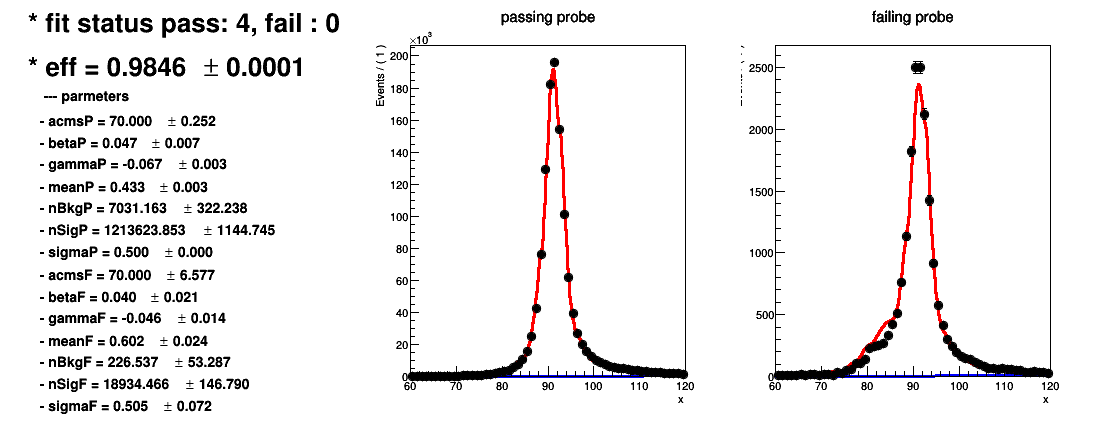 * fit status pass: 4, fail : 0
* eff = 0.9846 ± 0.0001
--- parmeters
- acmsP = 70.000 ± 0.252
- betaP = 0.047 ± 0.007
- gammaP = -0.067 ± 0.003
- meanP = 0.433 ± 0.003
- nBkgP = 7031.163 ± 322.238
- nSigP = 1213623.853 ± 1144.745
- sigmaP = 0.500 ± 0.000
- acmsF = 70.000 ± 6.577
- betaF = 0.040 ± 0.021
- gammaF = -0.046 ± 0.014
- meanF = 0.602 ± 0.024
- nBkgF = 226.537 ± 53.287
- nSigF = 18934.466 ± 146.790
- sigmaF = 0.505 ± 0.072
passing probe
×10³
Events / ( 1 )
200
180
160
140
120
100
80
60
40
20
0
60 70 80 90 100 110 120
x
failing probe
2500
2000
1500
1000
500
0
60 70 80 90 100 110 120
x